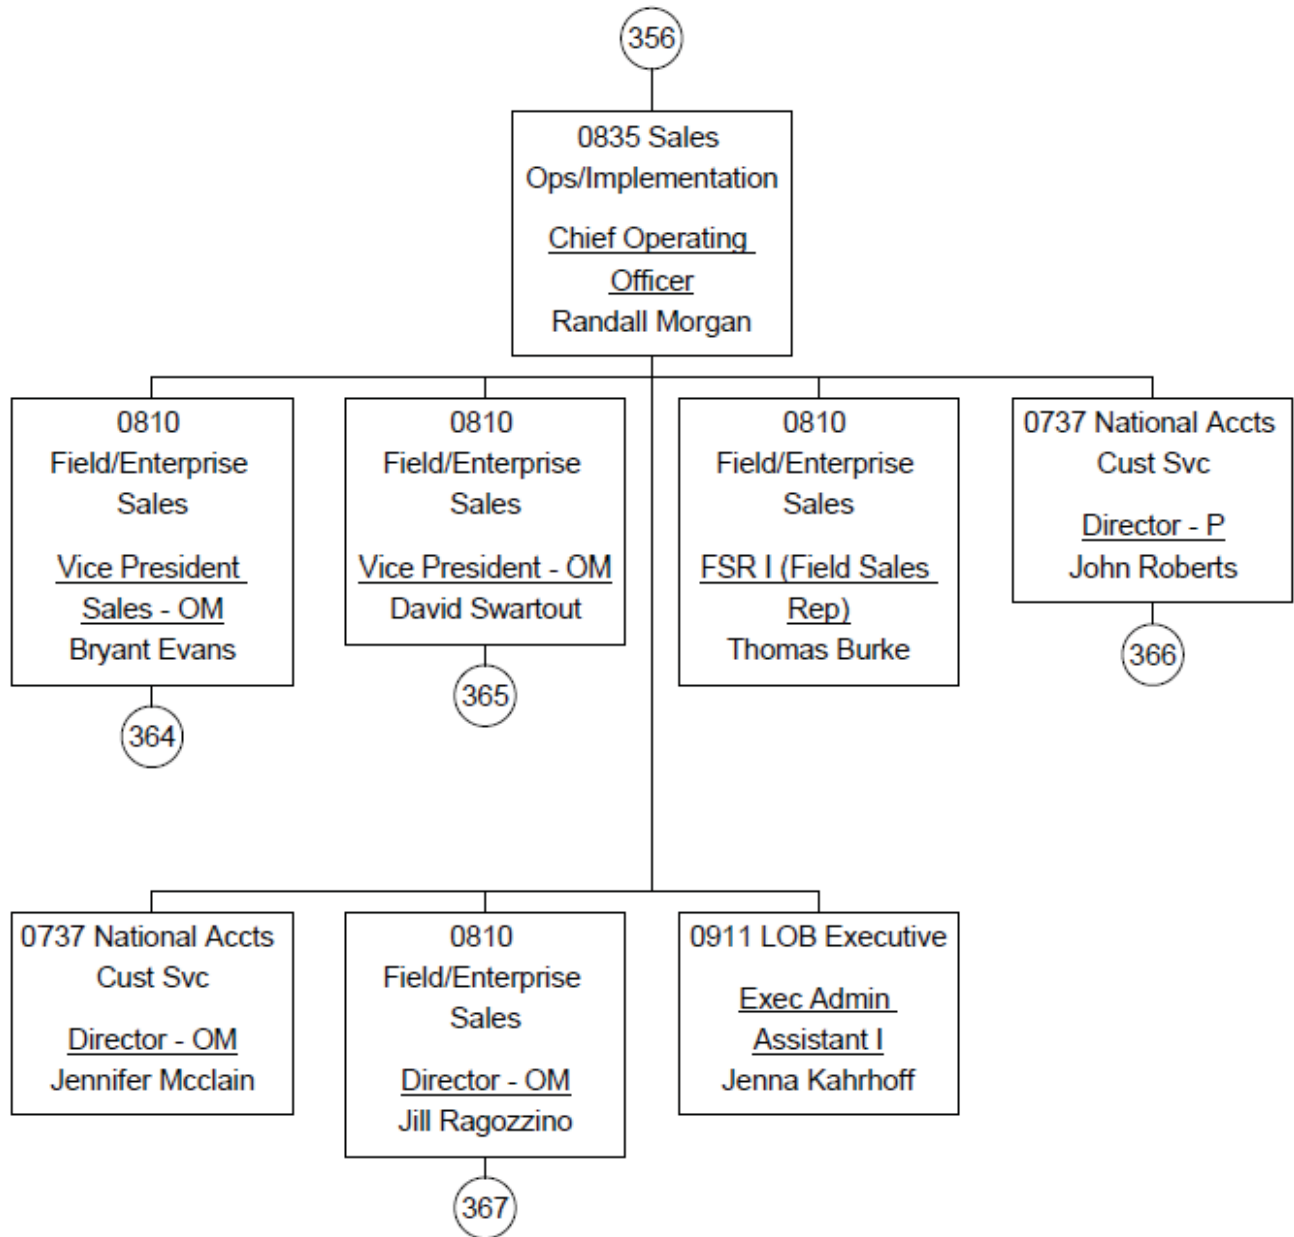 356
0835 Sales
Ops/Implementation
Chief Operating
Officer
Randall Morgan
0810
Field/Enterprise
Sales
Vice President
Sales - OM
Bryant Evans
364
0810
Field/Enterprise
Sales
Vice President - OM
David Swartout
365
0810
Field/Enterprise
Sales
FSR I (Field Sales
Rep)
Thomas Burke
0737 National Accts
Cust Svc
Director - P
John Roberts
366
0737 National Accts
Cust Svc
Director - OM
Jennifer Mcclain
0810
Field/Enterprise
Sales
Director - OM
Jill Ragozzino
367
0911 LOB Executive
Exec Admin
Assistant I
Jenna Kahrhoff